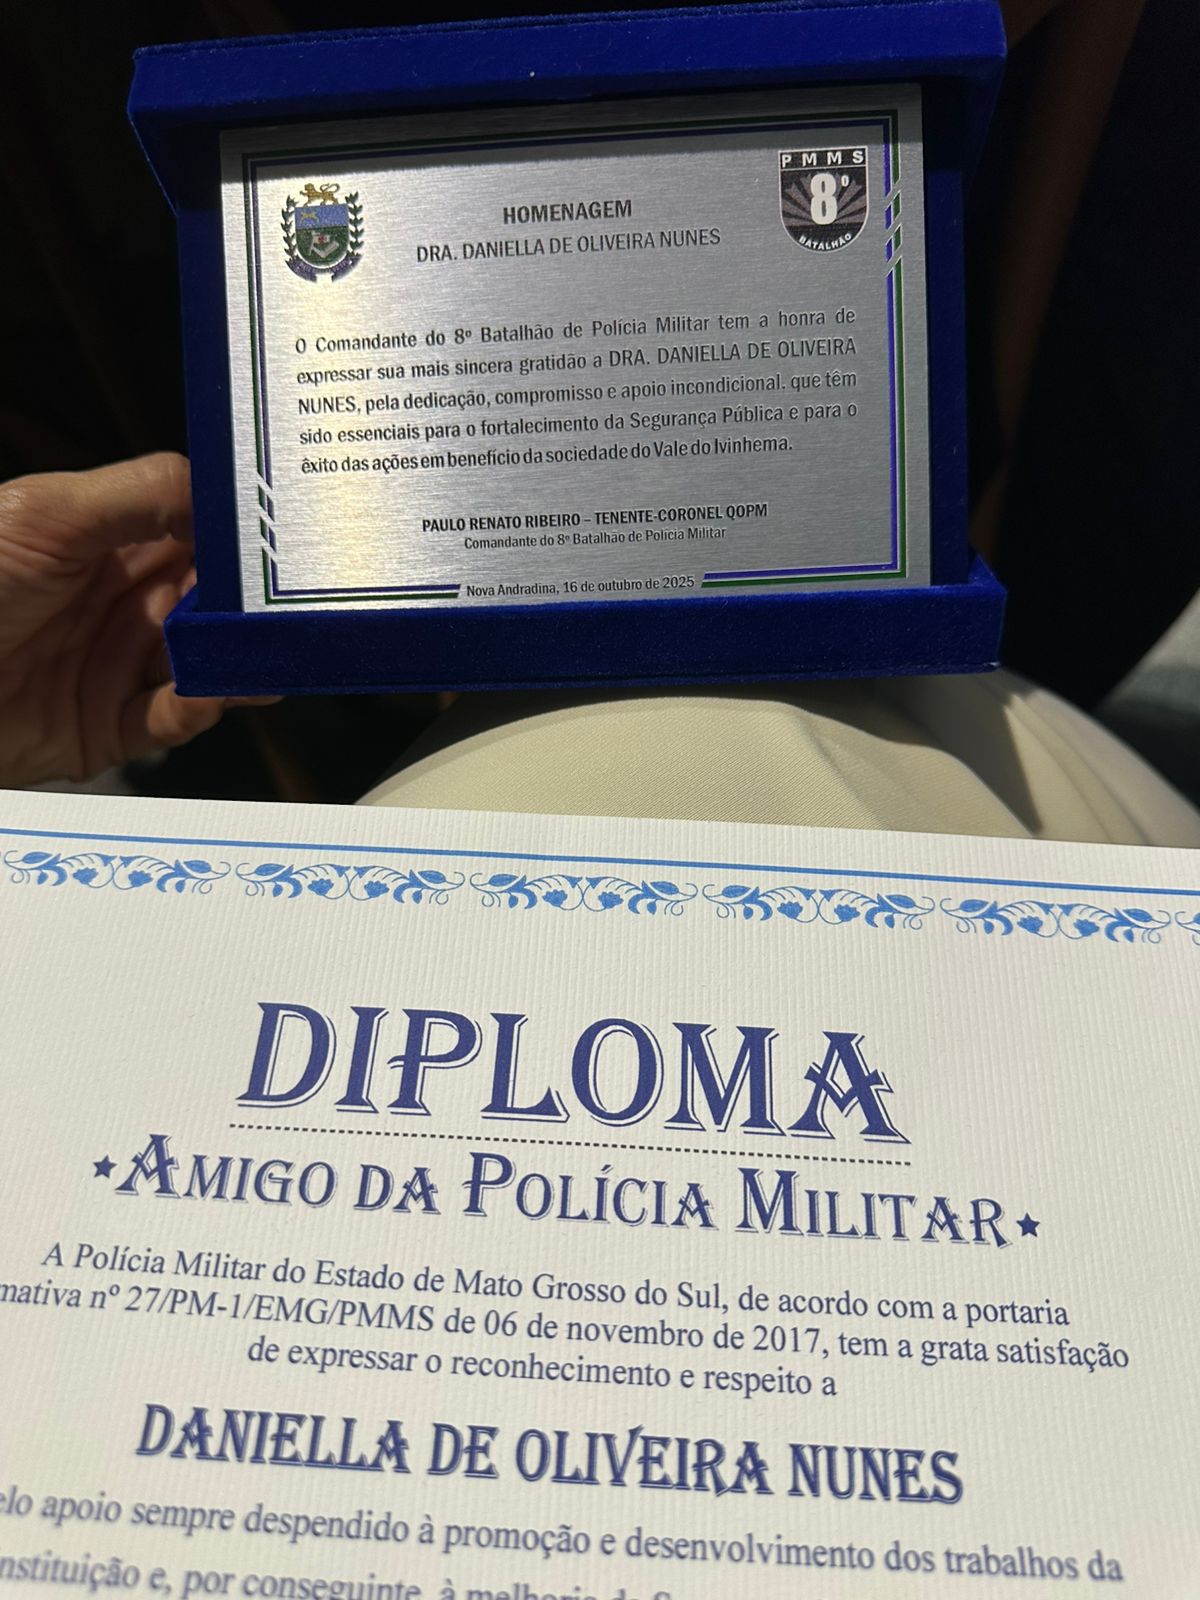 PMMS
8º
BATALHÃO
HOMENAGEM
DRA. DANIELLA DE OLIVEIRA NUNES
O Comandante do 8º Batalhão de Polícia Militar tem a honra de
expressar sua mais sincera gratidão a DRA. DANIELLA DE OLIVEIRA
NUNES, pela dedicação, compromisso e apoio incondicional. que têm
sido essenciais para o fortalecimento da Segurança Pública e para o
êxito das ações em benefício da sociedade do Vale do Ivinhema.
PAULO RENATO RIBEIRO – TENENTE-CORONEL QOPM
Comandante do 8º Batalhão de Polícia Militar
Nova Andradina, 16 de outubro de 2025
DIPLOMA
★AMIGO DA POLÍCIA MILITAR★
A Polícia Militar do Estado de Mato Grosso do Sul, de acordo com a portaria
mativa nº 27/PM-1/EMG/PMMS de 06 de novembro de 2017, tem a grata satisfação
de expressar o reconhecimento e respeito a
DANIELLA DE OLIVEIRA NUNES
elo apoio sempre despendido à promoção e desenvolvimento dos trabalhos da
nstituição e, por conseguinte, à melhoria